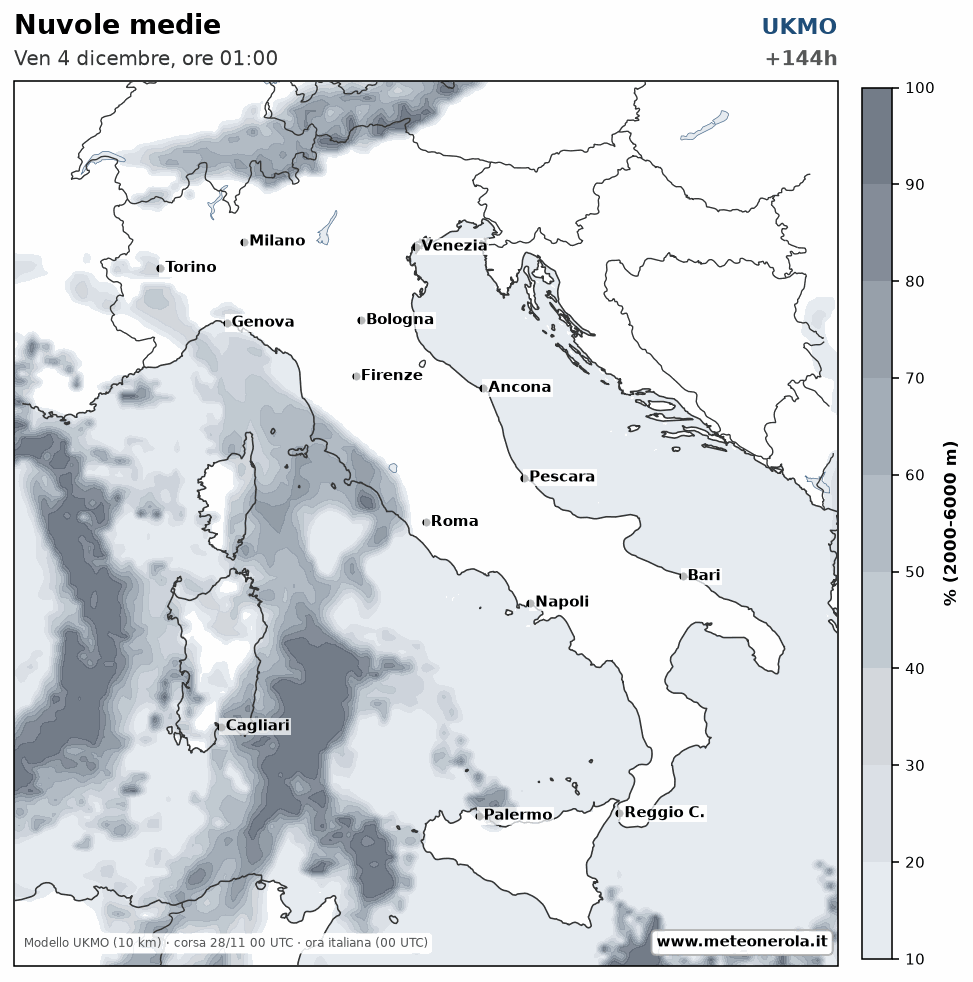 Nuvole medie
UKMO
Ven 4 dicembre, ore 01:00
+144h
Milano
Venezia
Torino
Genova
Bologna
Firenze
Ancona
Pescara
Roma
Bari
Napoli
Cagliari
Palermo
Reggio C.
100
90
80
70
60
50
40
30
20
10
% (2000-6000 m)
Modello UKMO (10 km) · corsa 28/11 00 UTC · ora italiana (00 UTC)
www.meteonerola.it